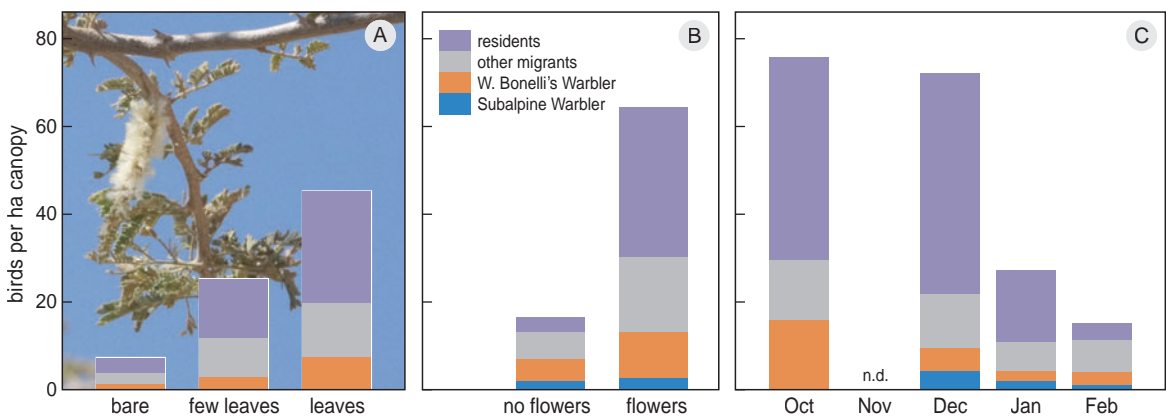 birds per ha canopy
80
60
40
20
0
A
bare
few leaves
leaves
B
residents
other migrants
W. Bonelli's Warbler
Subalpine Warbler
no flowers
flowers
C
n.d.
Oct
Nov
Dec
Jan
Feb